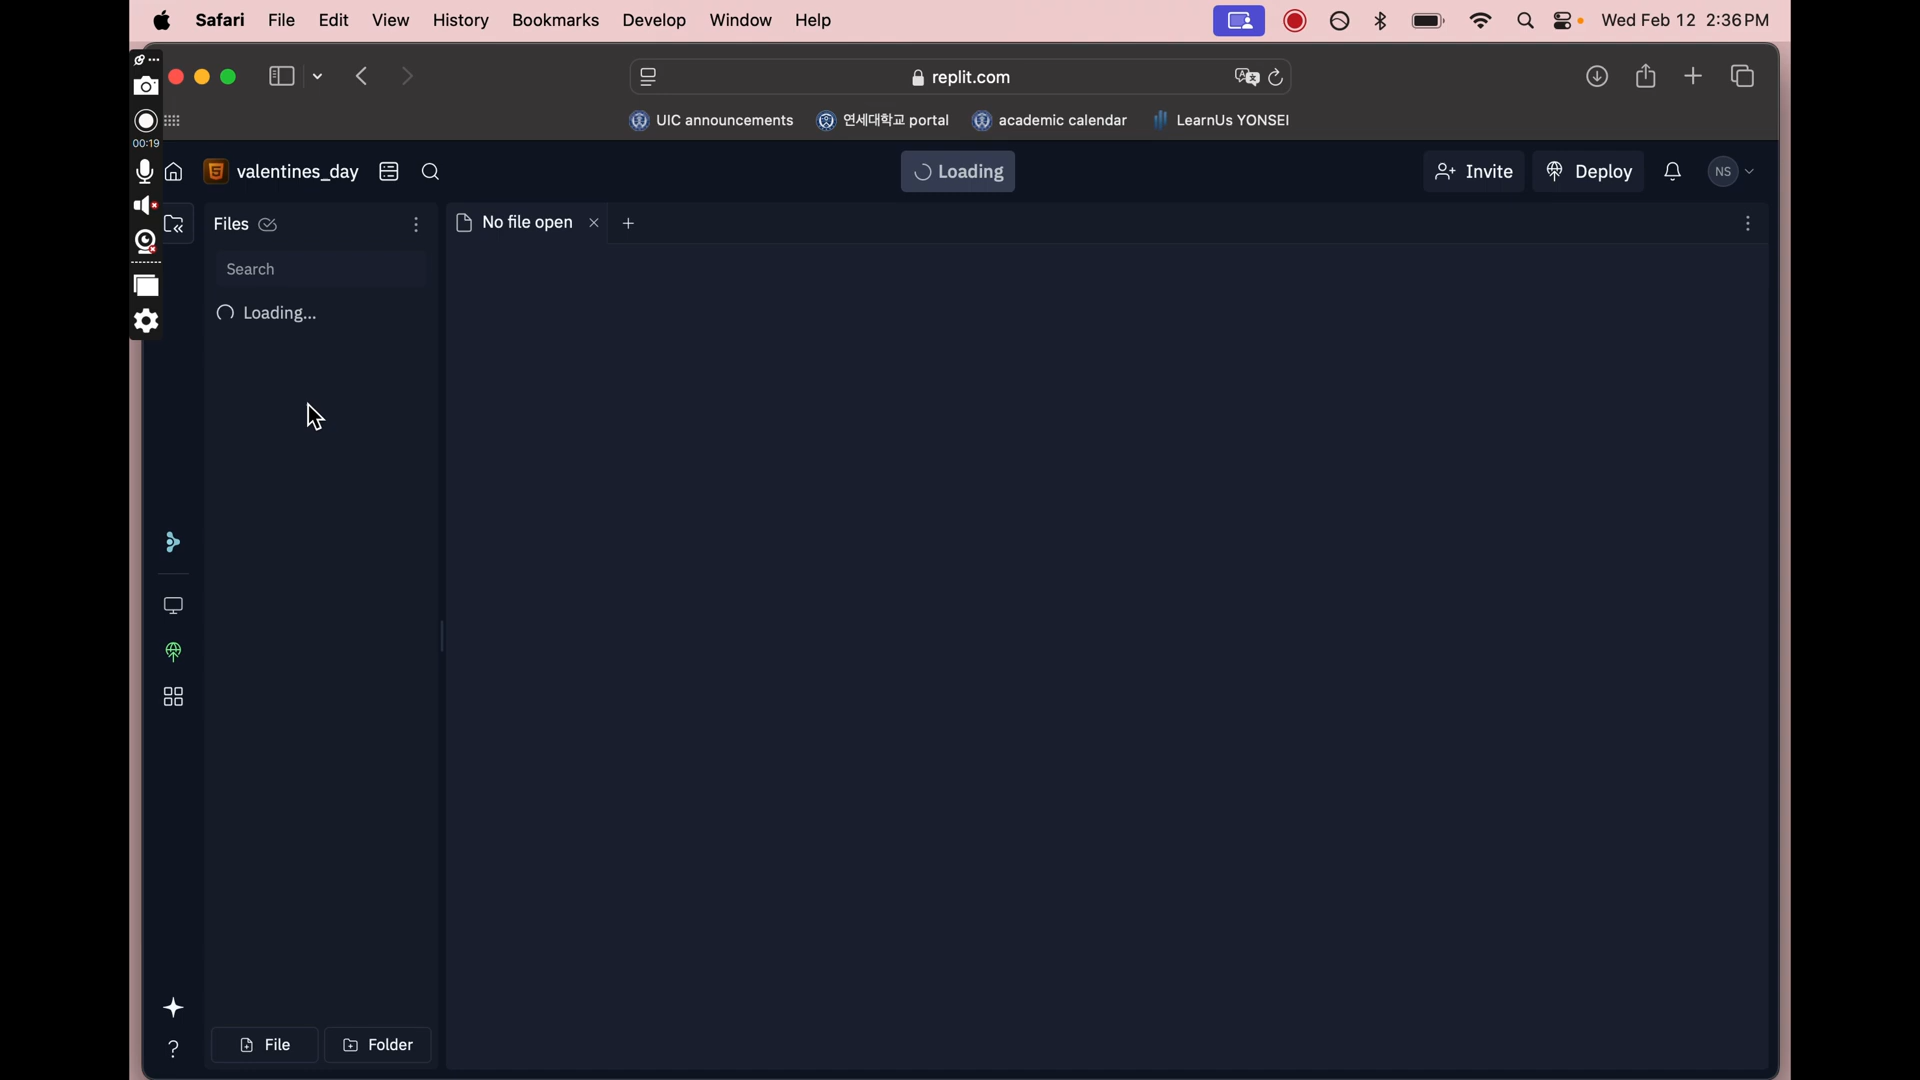 Safari File Edit View History Bookmarks Develop Window Help Wed Feb 12 2:36 PM
replit.com
UIC announcements 연세대학교 portal academic calendar LearnUs YONSEI
00:19
valentines_day Loading Invite Deploy NS
Files No file open
Search
Loading...
File Folder